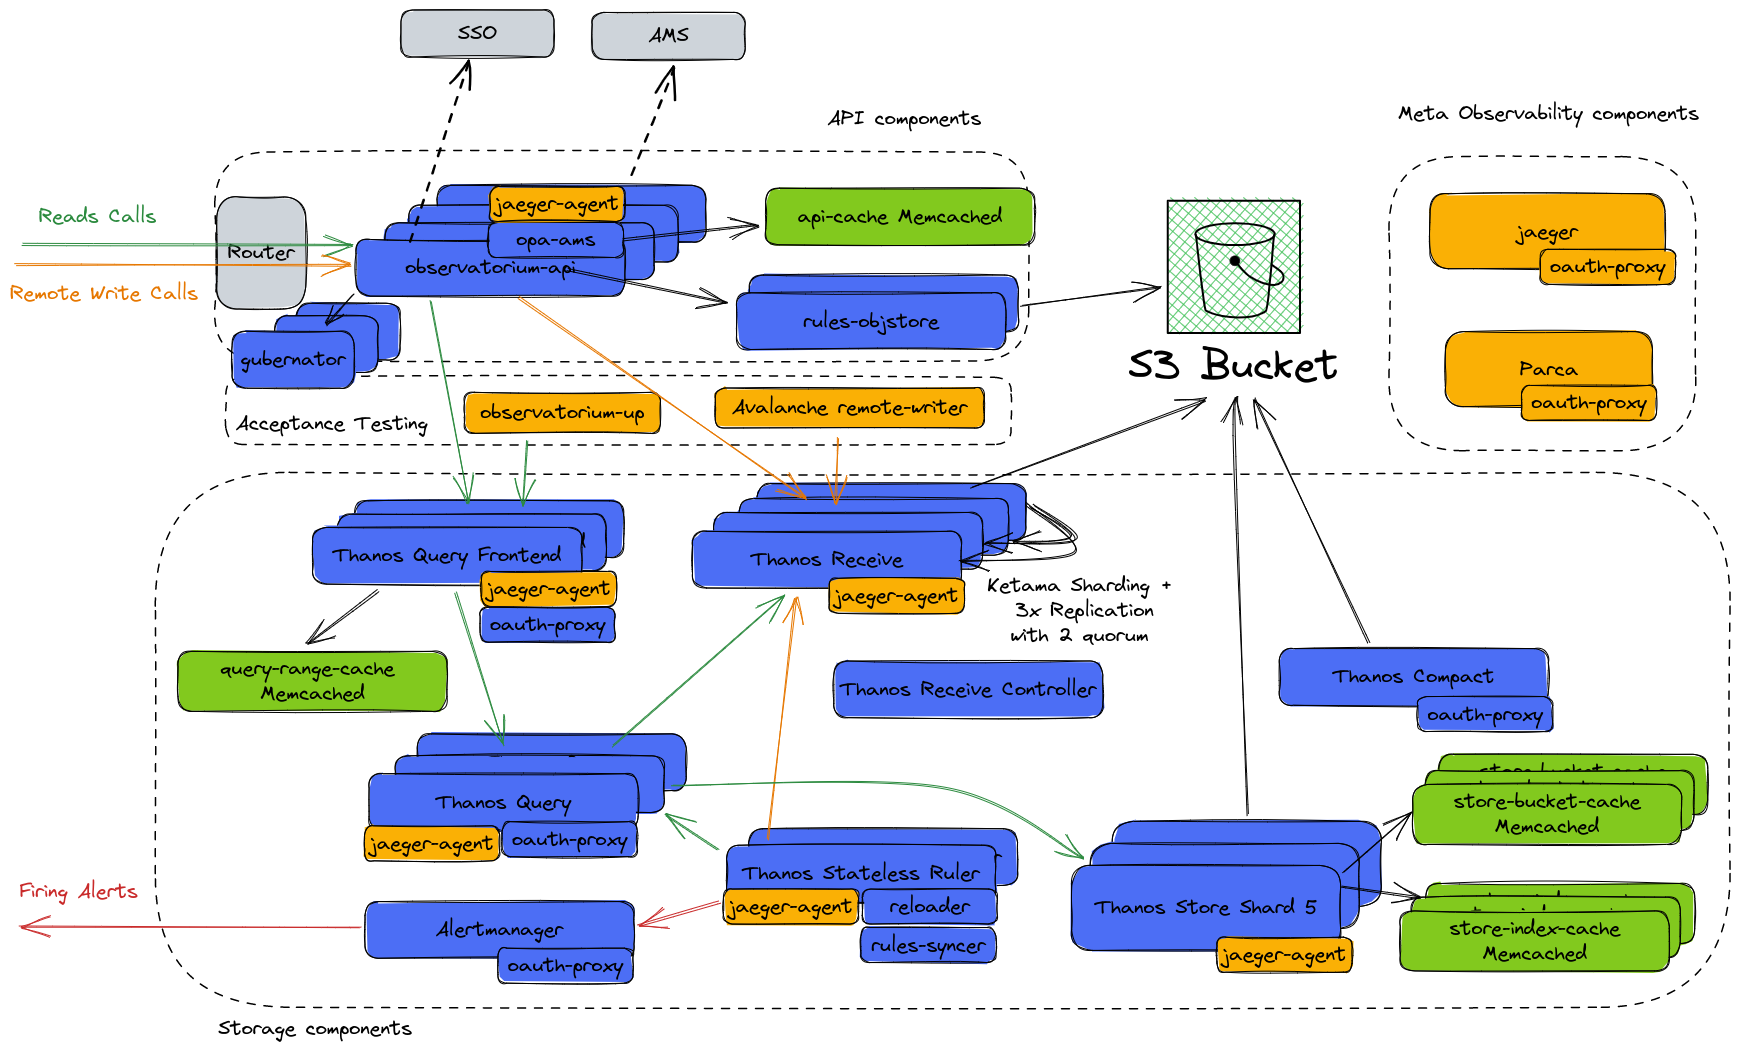 SSO
AMS
API components
Meta Observability components
Reads Calls
Router
Remote Write Calls
jaeger-agent
opa-ams
observatorium-api
api-cache Memcached
rules-objstore
gubernator
S3 Bucket
jaeger
oauth-proxy
Parca
oauth-proxy
Acceptance Testing
observatorium-up
Avalanche remote-writer
Thanos Query Frontend
jaeger-agent
oauth-proxy
Thanos Receive
jaeger-agent
Ketama Sharding +
3x Replication
with 2 quorum
query-range-cache
Memcached
Thanos Receive Controller
Thanos Compact
oauth-proxy
Thanos Query
jaeger-agent
oauth-proxy
store-bucket-cache
Memcached
Thanos Stateless Ruler
jaeger-agent
reloader
rules-syncer
Thanos Store Shard 5
jaeger-agent
store-index-cache
Memcached
Firing Alerts
Alertmanager
oauth-proxy
Storage components